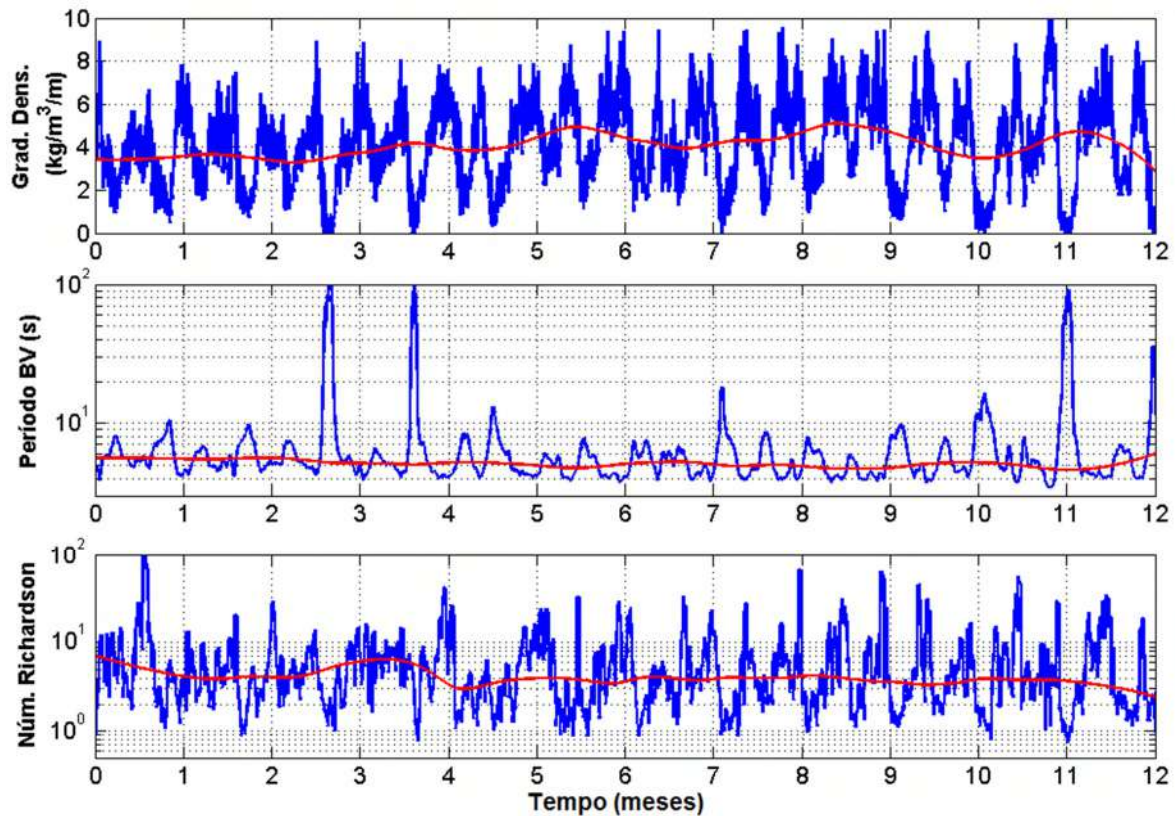 Grad. Dens.
(kg/m³/m)
10
8
6
4
2
0
0 1 2 3 4 5 6 7 8 9 10 11 12
Período BV (s)
10²
10¹
0 1 2 3 4 5 6 7 8 9 10 11 12
Núm. Richardson
10²
10¹
10⁰
0 1 2 3 4 5 6 7 8 9 10 11 12
Tempo (meses)